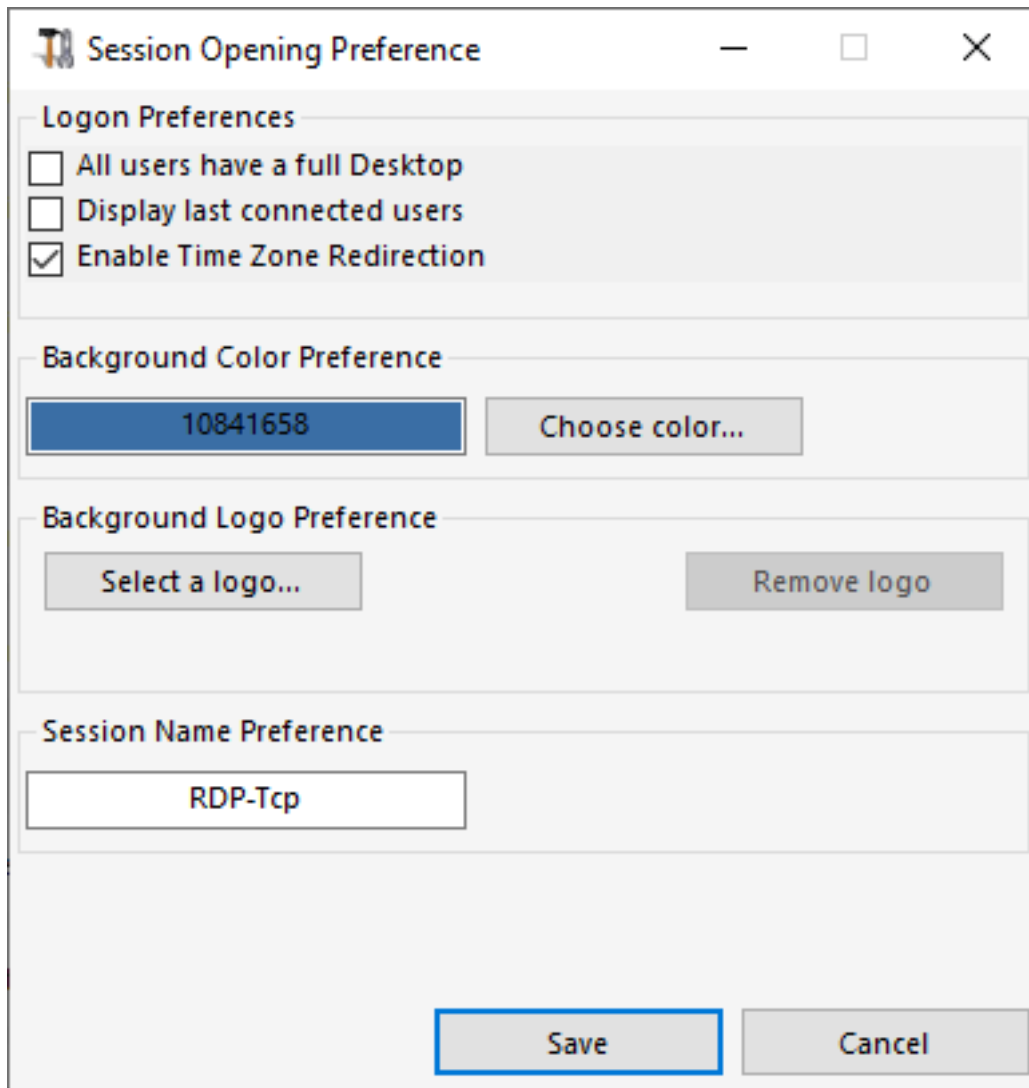 Session Opening Preference
Logon Preferences
All users have a full Desktop
Display last connected users
Enable Time Zone Redirection
Background Color Preference
10841658
Choose color...
Background Logo Preference
Select a logo...
Remove logo
Session Name Preference
RDP-Tcp
Save
Cancel